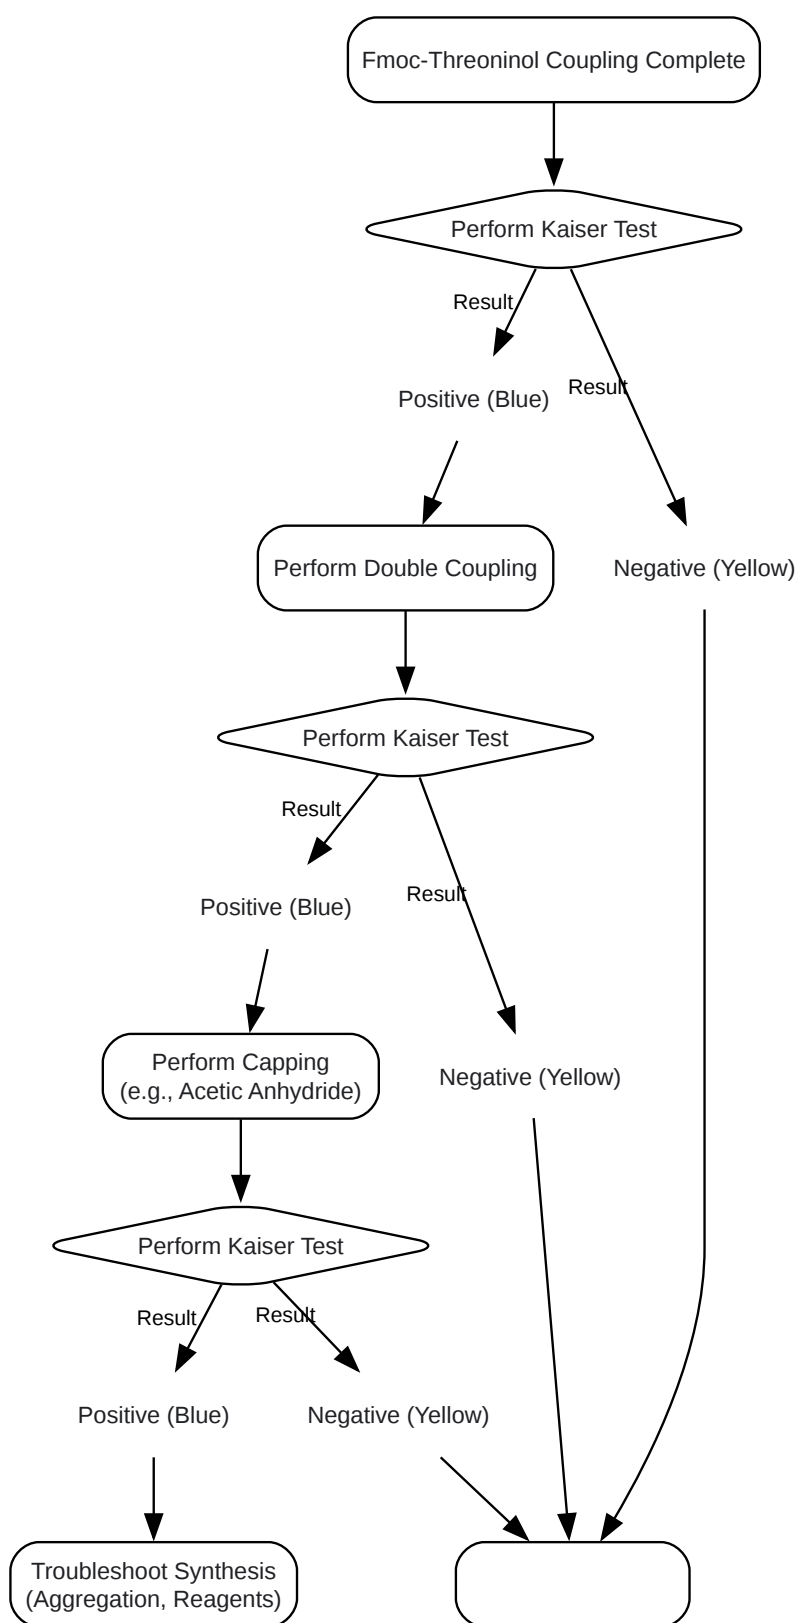 Fmoc-Threoninol Coupling Complete
Perform Kaiser Test
Result
Result
Positive (Blue)
Perform Double Coupling
Negative (Yellow)
Perform Kaiser Test
Result
Result
Positive (Blue)
Perform Capping
(e.g., Acetic Anhydride)
Negative (Yellow)
Perform Kaiser Test
Result
Result
Positive (Blue)
Negative (Yellow)
Troubleshoot Synthesis
(Aggregation, Reagents)